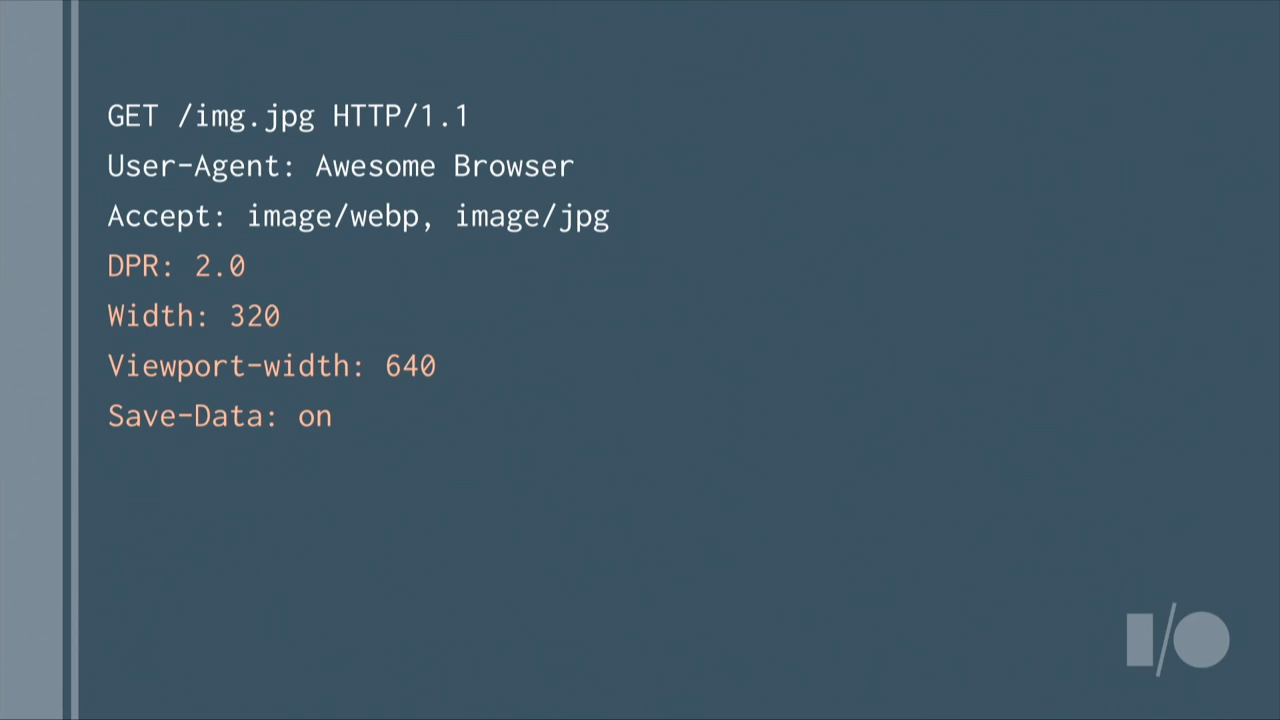 GET /img.jpg HTTP/1.1
User-Agent: Awesome Browser
Accept: image/webp, image/jpg
DPR: 2.0
Width: 320
Viewport-width: 640
Save-Data: on
I/O